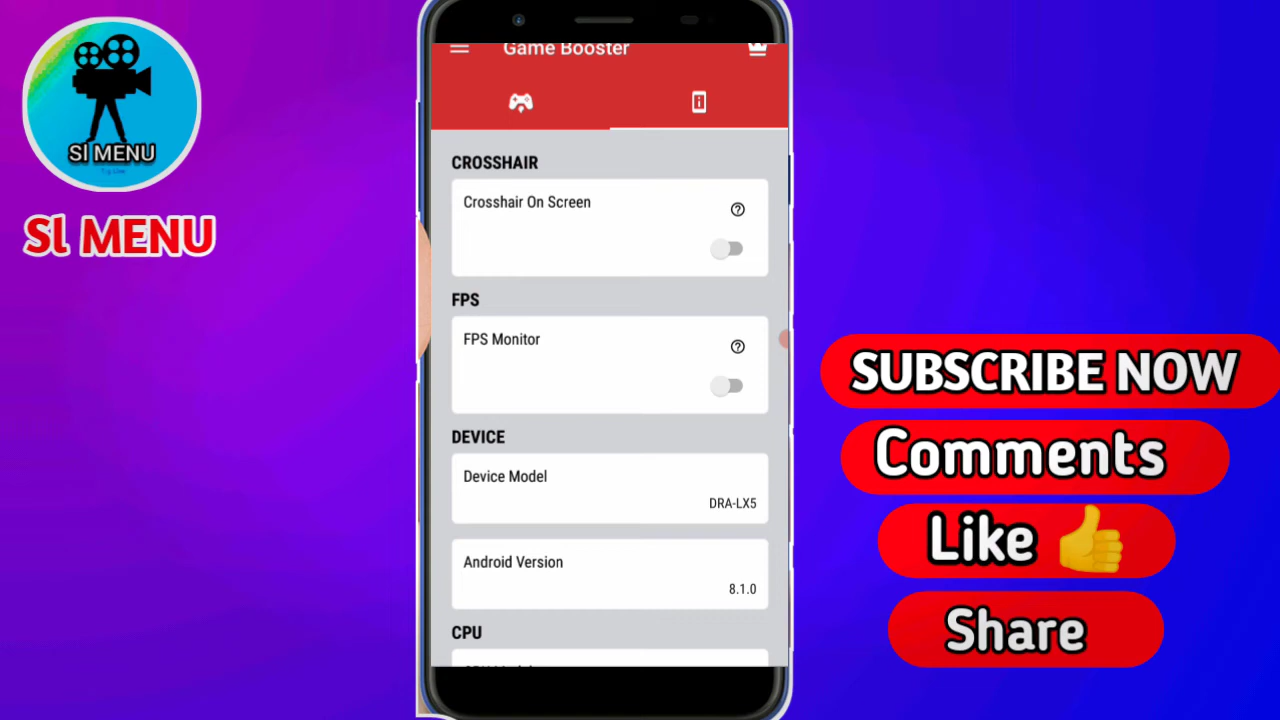 SI MENU
Sl MENU
Game Booster
CROSSHAIR
Crosshair On Screen
FPS
FPS Monitor
DEVICE
Device Model
DRA-LX5
Android Version
8.1.0
CPU
SUBSCRIBE NOW
Comments
Like
Share